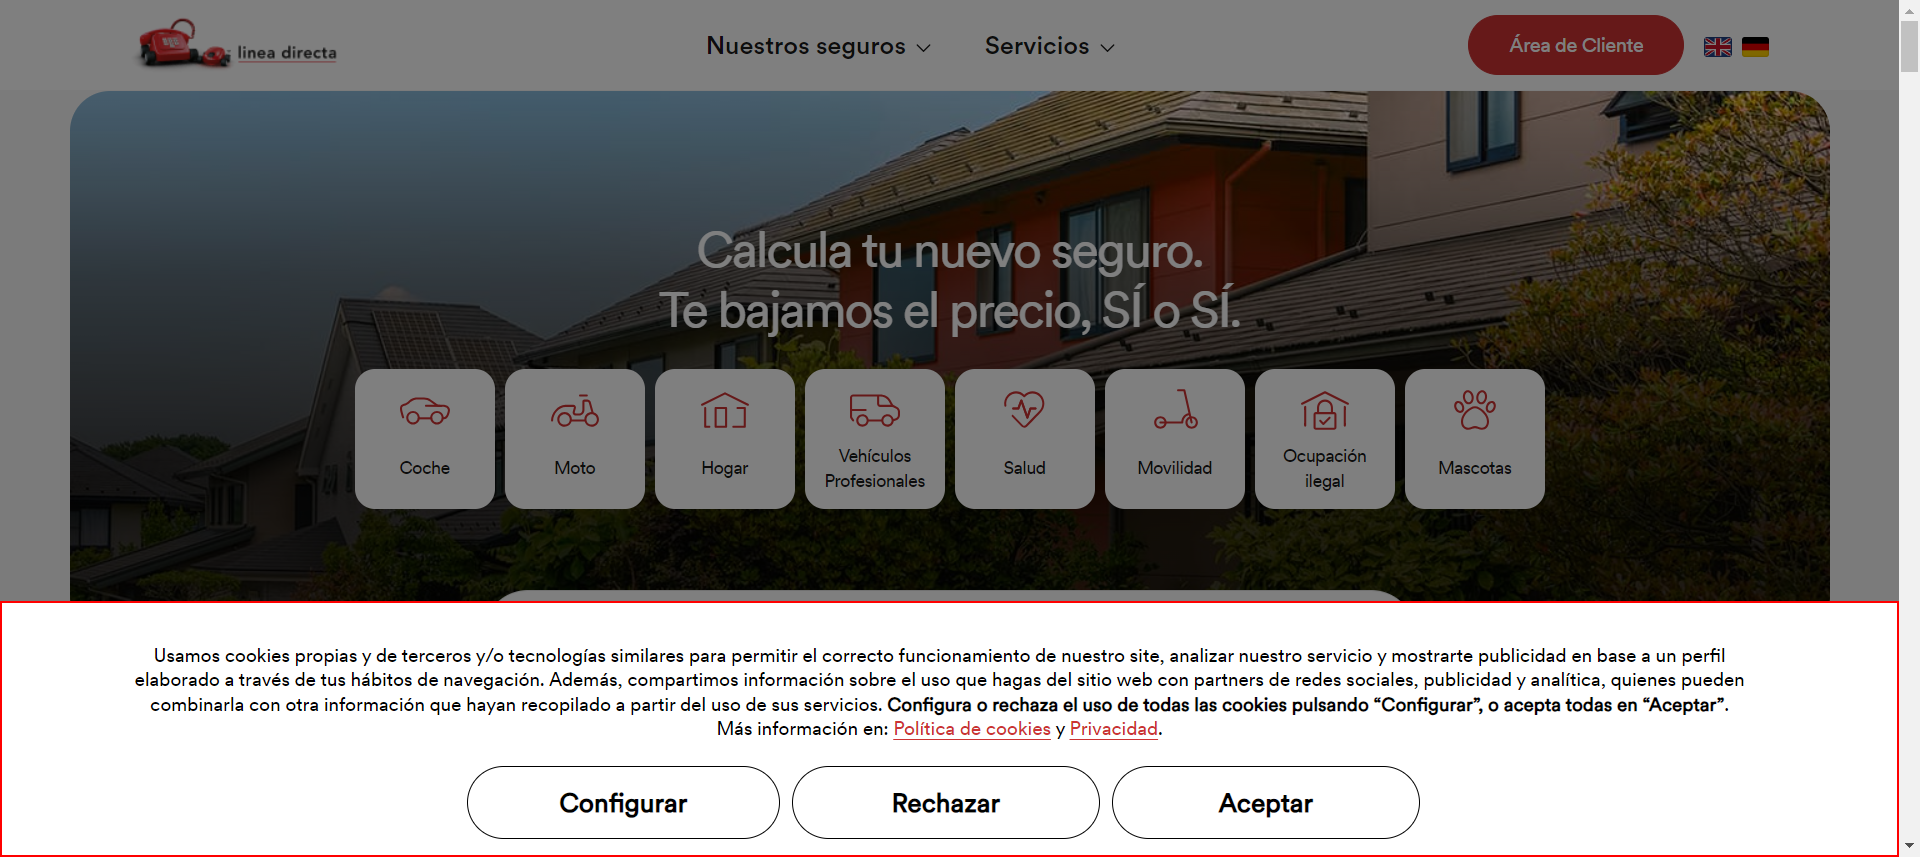 linea directa
Nuestros seguros
Servicios
Área de Cliente
Calcula tu nuevo seguro.
Te bajamos el precio, SÍ o SÍ.
Coche
Moto
Hogar
Vehículos
Profesionales
Salud
Movilidad
Ocupación
ilegal
Mascotas
Usamos cookies propias y de terceros y/o tecnologías similares para permitir el correcto funcionamiento de nuestro site, analizar nuestro servicio y mostrarte publicidad en base a un perfil
elaborado a través de tus hábitos de navegación. Además, compartimos información sobre el uso que hagas del sitio web con partners de redes sociales, publicidad y analítica, quienes pueden
combinarla con otra información que hayan recopilado a partir del uso de sus servicios. Configura o rechaza el uso de todas las cookies pulsando “Configurar”, o acepta todas en “Aceptar”.
Más información en: Política de cookies y Privacidad.
Configurar
Rechazar
Aceptar